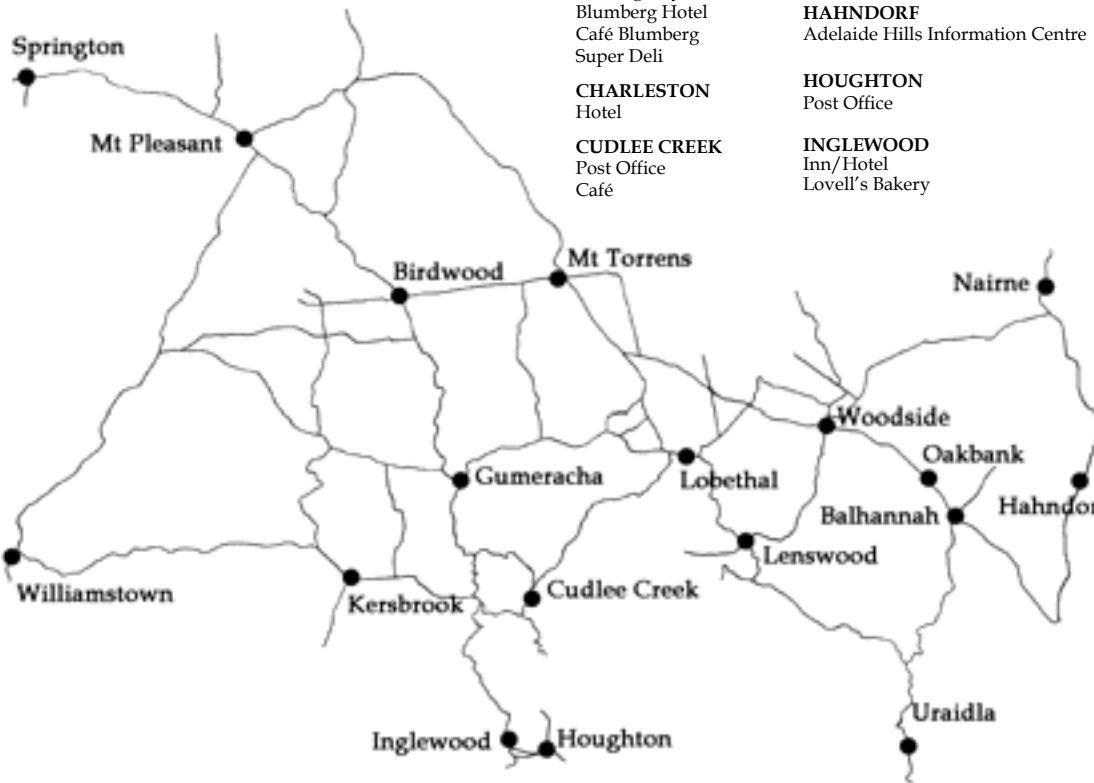 Blumberg Hotel
Café Blumberg
Super Deli
CHARLESTON
Hotel
CUDLEE CREEK
Post Office
Café
HAHNDORF
Adelaide Hills Information Centre
HOUGHTON
Post Office
INGLEWOOD
Inn/Hotel
Lovell's Bakery
Springton
Mt Pleasant
Birdwood
Mt Torrens
Nairne
Woodside
Oakbank
Gumeracha
Lobethal
Balhannah
Hahndor
Lenswood
Williamstown
Kersbrook
Cudlee Creek
Uraidla
Inglewood
Houghton